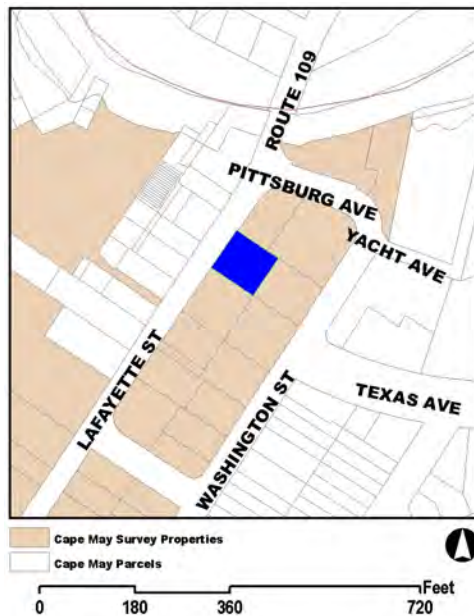 ROUTE 109
PITTSBURG AVE
YACHT AVE
LAFAYETTE ST
TEXAS AVE
WASHINGTON ST
Cape May Survey Properties
Cape May Parcels
Feet
0 180 360 720